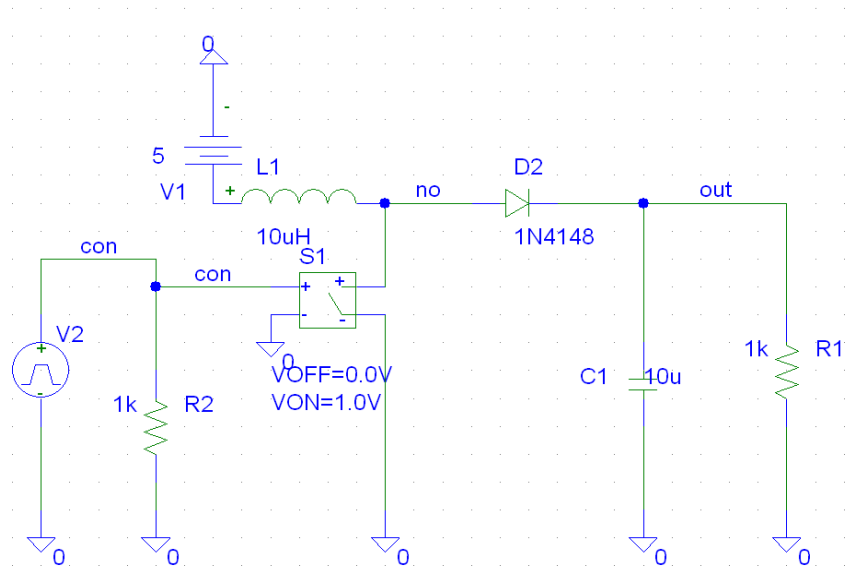 0
-
5
L1
D2
V1
+
no
out
10uH
1N4148
con
S1
con
+
+
-
-
V2
+
-
0
VOFF=0.0V
VON=1.0V
1k
R1
C1
10u
1k
R2
0
0
0
0
0